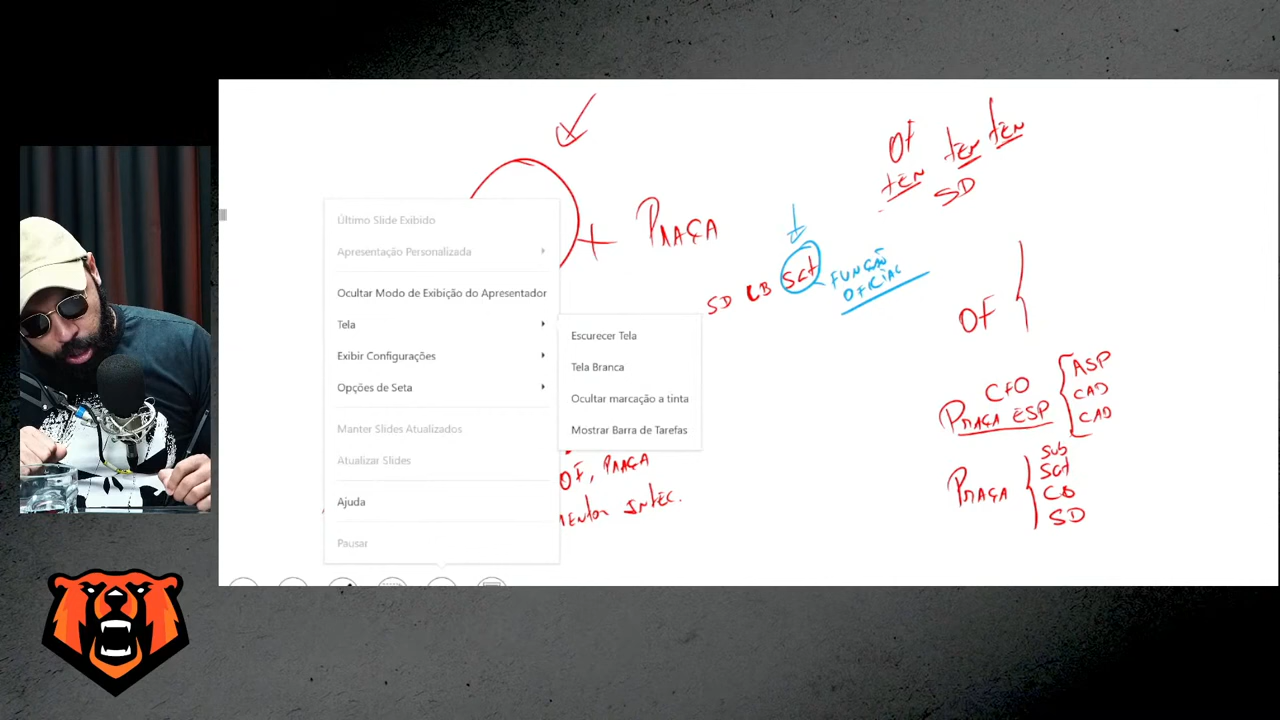 OF
TEN TEN TEN
SD
PRAÇA
SD CB SGT
FUNÇÃO
OFICIAL
Último Slide Exibido
Apresentação Personalizada
Ocultar Modo de Exibição do Apresentador
Tela
Exibir Configurações
Opções de Seta
Manter Slides Atualizados
Atualizar Slides
Ajuda
Pausar
Escurecer Tela
Tela Branca
Ocultar marcação a tinta
Mostrar Barra de Tarefas
OF, PRAÇA
INTEG.
OF
CFO
PRAÇA ESP
ASP
CAD
CAD
PRAÇA
SUB
SGT
CB
SD